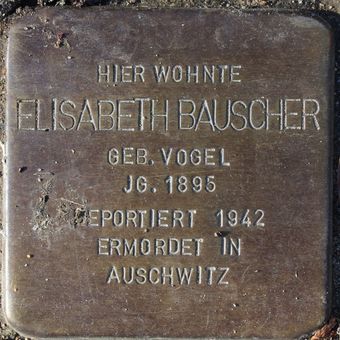 HIER WOHNTE
ELISABETH BAUSCHER
GEB. VOGEL
JG. 1895
DEPORTIERT 1942
ERMORDET IN
AUSCHWITZ